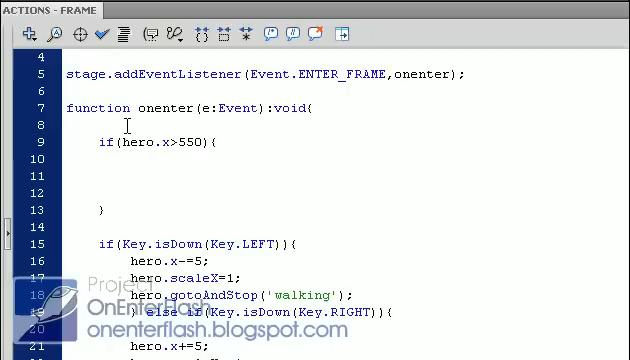 ACTIONS - FRAME
4
5 stage.addEventListener(Event.ENTER_FRAME,onenter);
6
7 function onenter(e:Event):void{
8
9 if(hero.x>550){
10
11
12
13 }
14
15 if(Key.isDown(Key.LEFT)){
16 hero.x-=5;
17 hero.scaleX=1;
18 hero.gotoAndStop('walking');
19 } else if(Key.isDown(Key.RIGHT)){
20
21 hero.x+=5;
Project
OnEnterFlash
onenterflash.blogspot.com